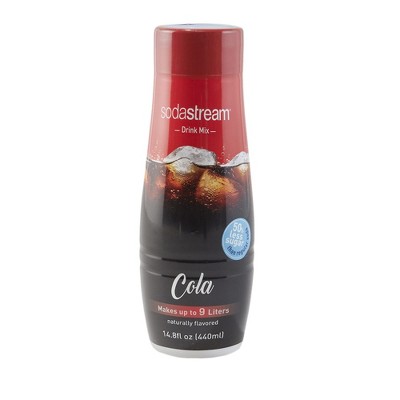 sodastream
— Drink Mix —
50%
less
sugar
Cola
Makes up to 9 Liters
naturally flavored
14.8fl oz (440ml)